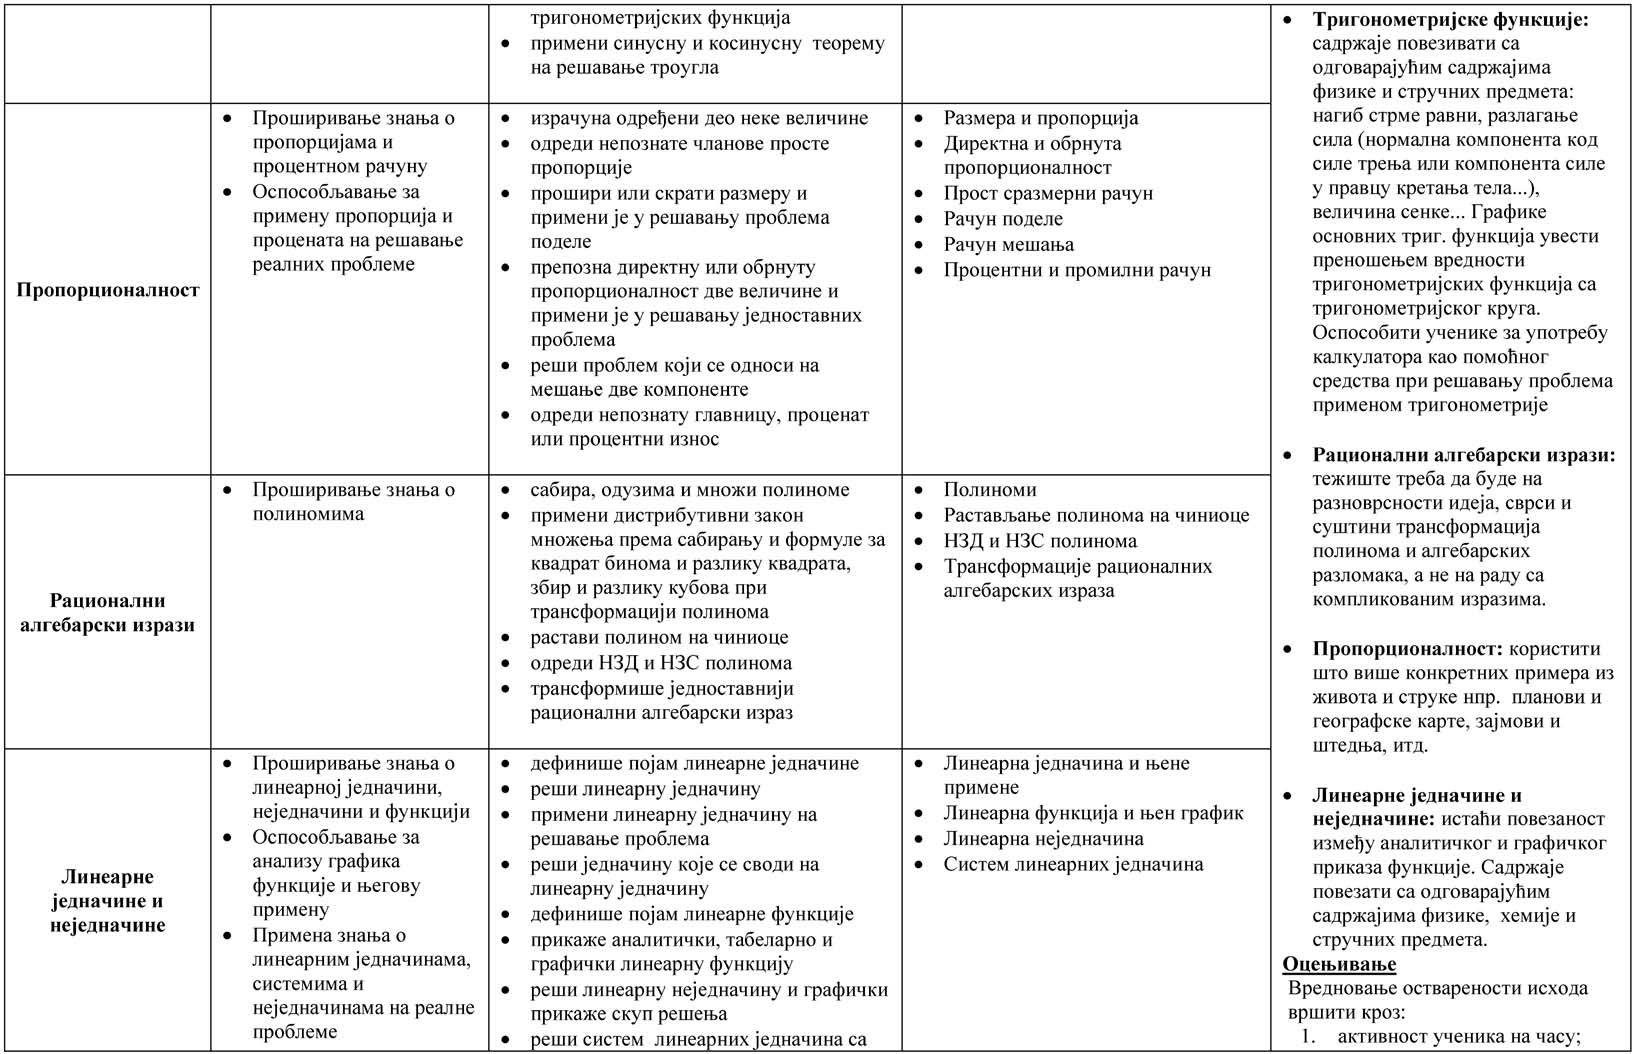 тригонометријских функција
• примени синусну и косинусну теорему
на решавање троугла
Пропорционалност
• Проширивање знања о
пропорцијама и
процентном рачуну
• Оспособљавање за
примену пропорција и
процената на решавање
реалних проблеме
• израчуна одређени део неке величине
• одреди непознате чланове просте
пропорције
• прошири или скрати размеру и
примени је у решавању проблема
поделе
• препозна директну или обрнуту
пропорционалност две величине и
примени је у решавању једноставних
проблема
• реши проблем који се односи на
мешање две компоненте
• одреди непознату главницу, проценат
или процентни износ
• Размера и пропорција
• Директна и обрнута
пропорционалност
• Прост сразмерни рачун
• Рачун поделе
• Рачун мешања
• Процентни и промилни рачун
Рационални
алгебарски изрази
• Проширивање знања о
полиномима
• сабира, одузима и множи полиноме
• примени дистрибутивни закон
множења према сабирању и формуле за
квадрат бинома и разлику квадрата,
збир и разлику кубова при
трансформацији полинома
• растави полином на чиниоце
• одреди НЗД и НЗС полинома
• трансформише једноставнији
рационални алгебарски израз
• Полиноми
• Растављање полинома на чиниоце
• НЗД и НЗС полинома
• Трансформације рационалних
алгебарских израза
Линеарне
једначине и
неједначине
• Проширивање знања о
линеарној једначини,
неједначини и функцији
• Оспособљавање за
анализу графика
функције и његову
примену
• Примена знања о
линеарним једначинама,
системима и
неједначинама на реалне
проблеме
• дефинише појам линеарне једначине
• реши линеарну једначину
• примени линеарну једначину на
решавање проблема
• реши једначину које се своди на
линеарну једначину
• дефинише појам линеарне функције
• прикаже аналитички, табеларно и
графички линеарну функцију
• реши линеарну неједначину и графички
прикаже скуп решења
• реши систем линеарних једначина са
• Линеарна једначина и њене
примене
• Линеарна функција и њен график
• Линеарна неједначина
• Систем линеарних једначина
• Тригонометријске функције:
садржаје повезивати са
одговарајућим садржајима
физике и стручних предмета:
нагиб стрме равни, разлагање
сила (нормална компонента код
силе трења или компонента силе
у правцу кретања тела...),
величина сенке... Графике
основних триг. функција увести
преношењем вредности
тригонометријских функција са
тригонометријског круга.
Оспособити ученике за употребу
калкулатора као помоћног
средства при решавању проблема
применом тригонометрије
• Рационални алгебарски изрази:
тежиште треба да буде на
разноврсности идеја, сврси и
суштини трансформација
полинома и алгебарских
разломака, а не на раду са
компликованим изразима.
• Пропорционалност: користити
што више конкретних примера из
живота и струке нпр. планови и
географске карте, зајмови и
штедња, итд.
• Линеарне једначине и
неједначине: истаћи повезаност
између аналитичког и графичког
приказа функције. Садржаје
повезати са одговарајућим
садржајима физике, хемије и
стручних предмета.
Оцењивање
Вредновање остварености исхода
вршити кроз:
1. активност ученика на часу;